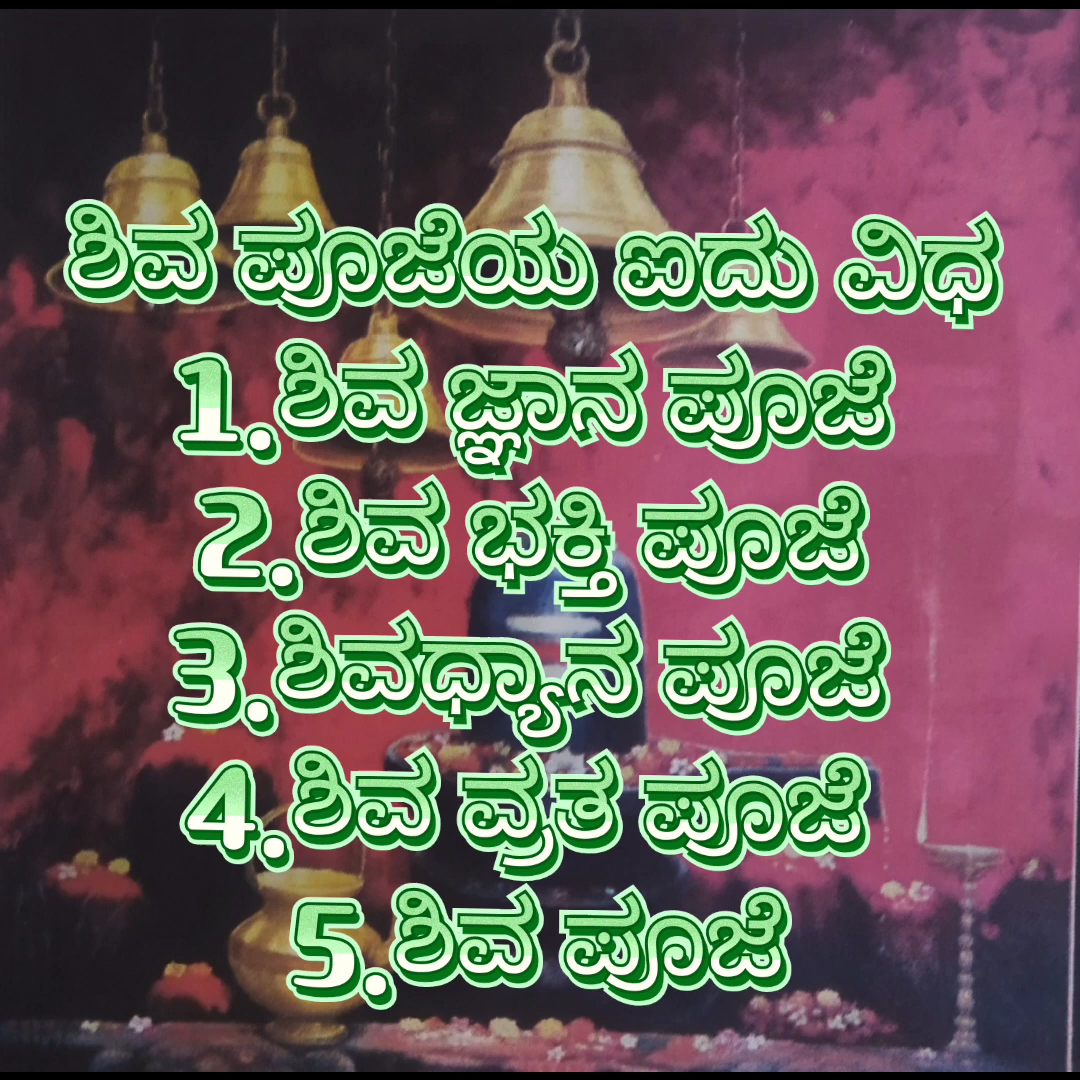 ಶಿವ ಪೂಜೆಯ ಐದು ವಿಧ
1.ಶಿವ ಜ್ಞಾನ ಪೂಜೆ
2.ಶಿವ ಭಕ್ತಿ ಪೂಜೆ
3.ಶಿವಧ್ಯಾನ ಪೂಜೆ
4.ಶಿವ ವ್ರತ ಪೂಜೆ
5.ಶಿವ ಪೂಜೆ